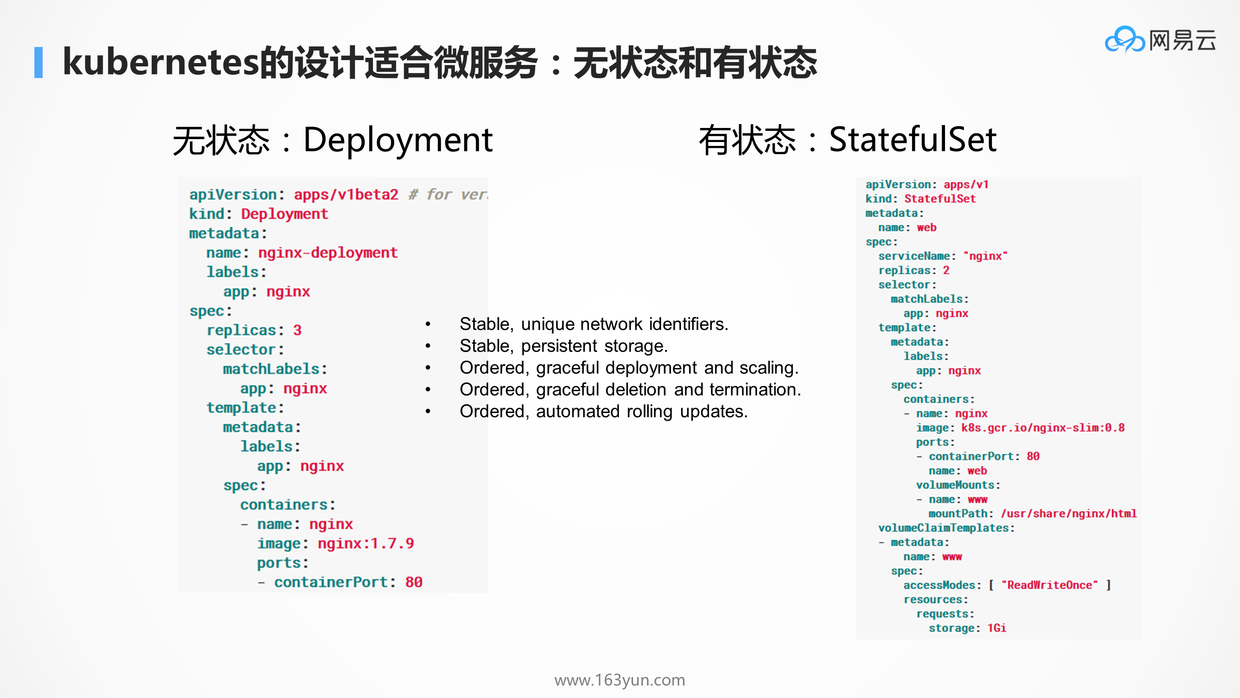 kubernetes的设计适合微服务：无状态和有状态
网易云
无状态：Deployment
apiVersion: apps/v1beta2 # for
kind: Deployment
metadata:
  name: nginx-deployment
  labels:
    app: nginx
spec:
  replicas: 3
  selector:
    matchLabels:
      app: nginx
  template:
    metadata:
      labels:
        app: nginx
    spec:
      containers:
      - name: nginx
        image: nginx:1.7.9
        ports:
        - containerPort: 80
• Stable, unique network identifiers.
• Stable, persistent storage.
• Ordered, graceful deployment and scaling.
• Ordered, graceful deletion and termination.
• Ordered, automated rolling updates.
有状态：StatefulSet
apiVersion: apps/v1
kind: StatefulSet
metadata:
  name: web
spec:
  serviceName: "nginx"
  replicas: 2
  selector:
    matchLabels:
      app: nginx
  template:
    metadata:
      labels:
        app: nginx
    spec:
      containers:
      - name: nginx
        image: k8s.gcr.io/nginx-slim:0.8
        ports:
        - containerPort: 80
          name: web
        volumeMounts:
        - name: www
          mountPath: /usr/share/nginx/html
  volumeClaimTemplates:
  - metadata:
      name: www
    spec:
      accessModes: [ "ReadWriteOnce" ]
      resources:
        requests:
          storage: 1Gi
www.163yun.com